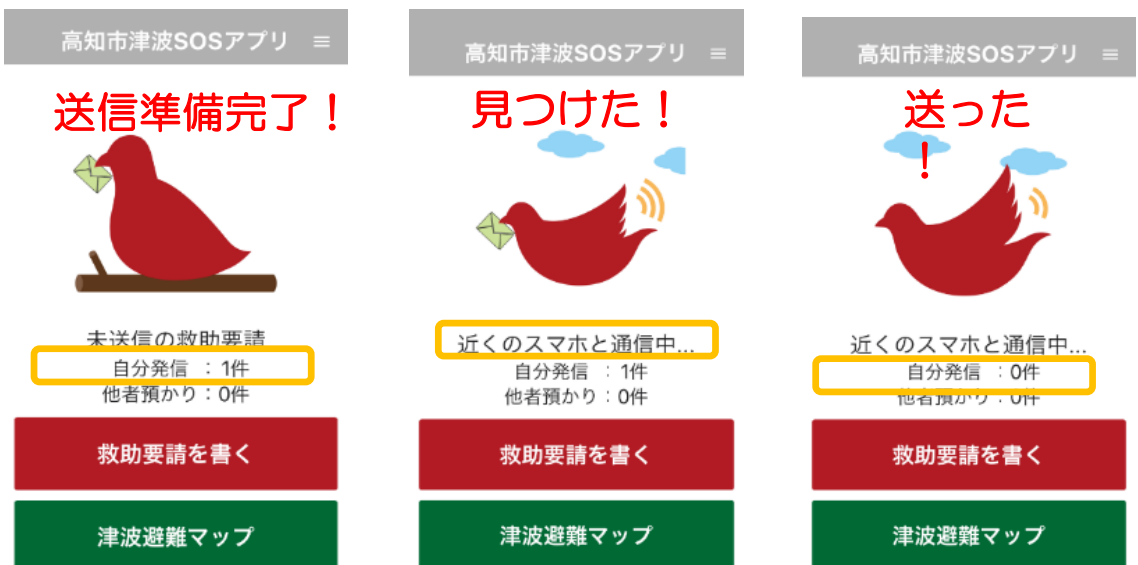 高知市津波SOSアプリ ≡
送信準備完了！
未送信の救助要請
自分発信 ：1件
他者預かり：0件
救助要請を書く
津波避難マップ
高知市津波SOSアプリ ≡
見つけた！
近くのスマホと通信中...
自分発信 ：1件
他者預かり：0件
救助要請を書く
津波避難マップ
高知市津波SOSアプリ ≡
送った
！
近くのスマホと通信中...
自分発信 ：0件
他者預かり：0件
救助要請を書く
津波避難マップ